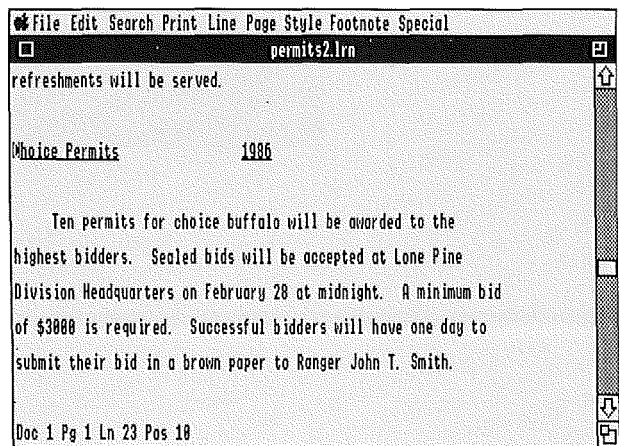 File Edit Search Print Line Page Style Footnote Special
permits2.lrn
refreshments will be served.
Choice Permits 1986
Ten permits for choice buffalo will be awarded to the
highest bidders. Sealed bids will be accepted at Lone Pine
Division Headquarters on February 28 at midnight. A minimum bid
of $3000 is required. Successful bidders will have one day to
submit their bid in a brown paper to Ranger John T. Smith.
Doc 1 Pg 1 Ln 23 Pos 10